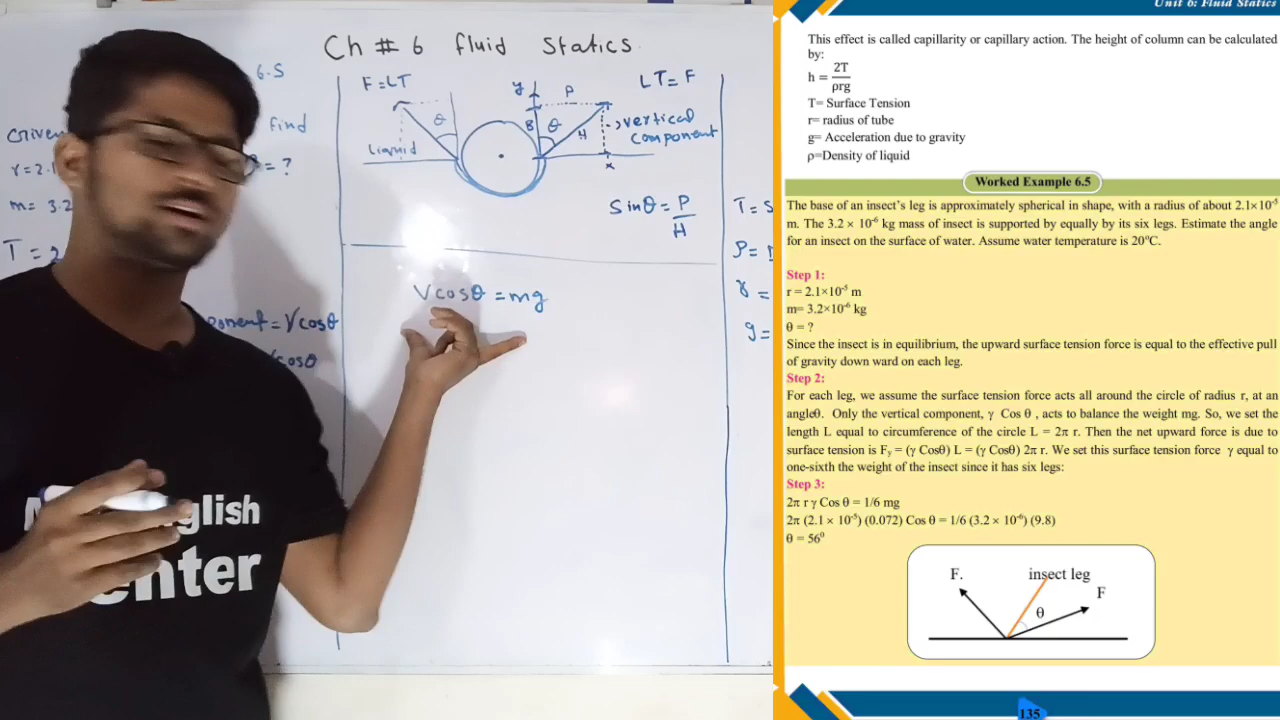 Ch # 6 fluid statics
6.5
F=LT
LT=F
y
P
Given
find
θ
B
θ
H
vertical
component
liquid
= ?
x
m= 3.2
sinθ = P
H
γcosθ = mg
ponent = γcosθ
cosθ
English
enter
Unit 6: Fluid Statics
This effect is called capillarity or capillary action. The height of column can be calculated
by:
h = 2T
ρrg
T= Surface Tension
r= radius of tube
g= Acceleration due to gravity
ρ=Density of liquid
Worked Example 6.5
The base of an insect's leg is approximately spherical in shape, with a radius of about 2.1×10⁻⁵
m. The 3.2 × 10⁻⁶ kg mass of insect is supported by equally by its six legs. Estimate the angle
for an insect on the surface of water. Assume water temperature is 20°C.
Step 1:
r = 2.1×10⁻⁵ m
m= 3.2×10⁻⁶ kg
θ = ?
Since the insect is in equilibrium, the upward surface tension force is equal to the effective pull
of gravity down ward on each leg.
Step 2:
For each leg, we assume the surface tension force acts all around the circle of radius r, at an
angleθ. Only the vertical component, γ Cos θ , acts to balance the weight mg. So, we set the
length L equal to circumference of the circle L = 2π r. Then the net upward force is due to
surface tension is Fᵧ = (γ Cosθ) L = (γ Cosθ) 2π r. We set this surface tension force γ equal to
one-sixth the weight of the insect since it has six legs:
Step 3:
2π r γ Cos θ = 1/6 mg
2π (2.1 × 10⁻⁵) (0.072) Cos θ = 1/6 (3.2 × 10⁻⁶) (9.8)
θ = 56⁰
F.
insect leg
F
θ
135